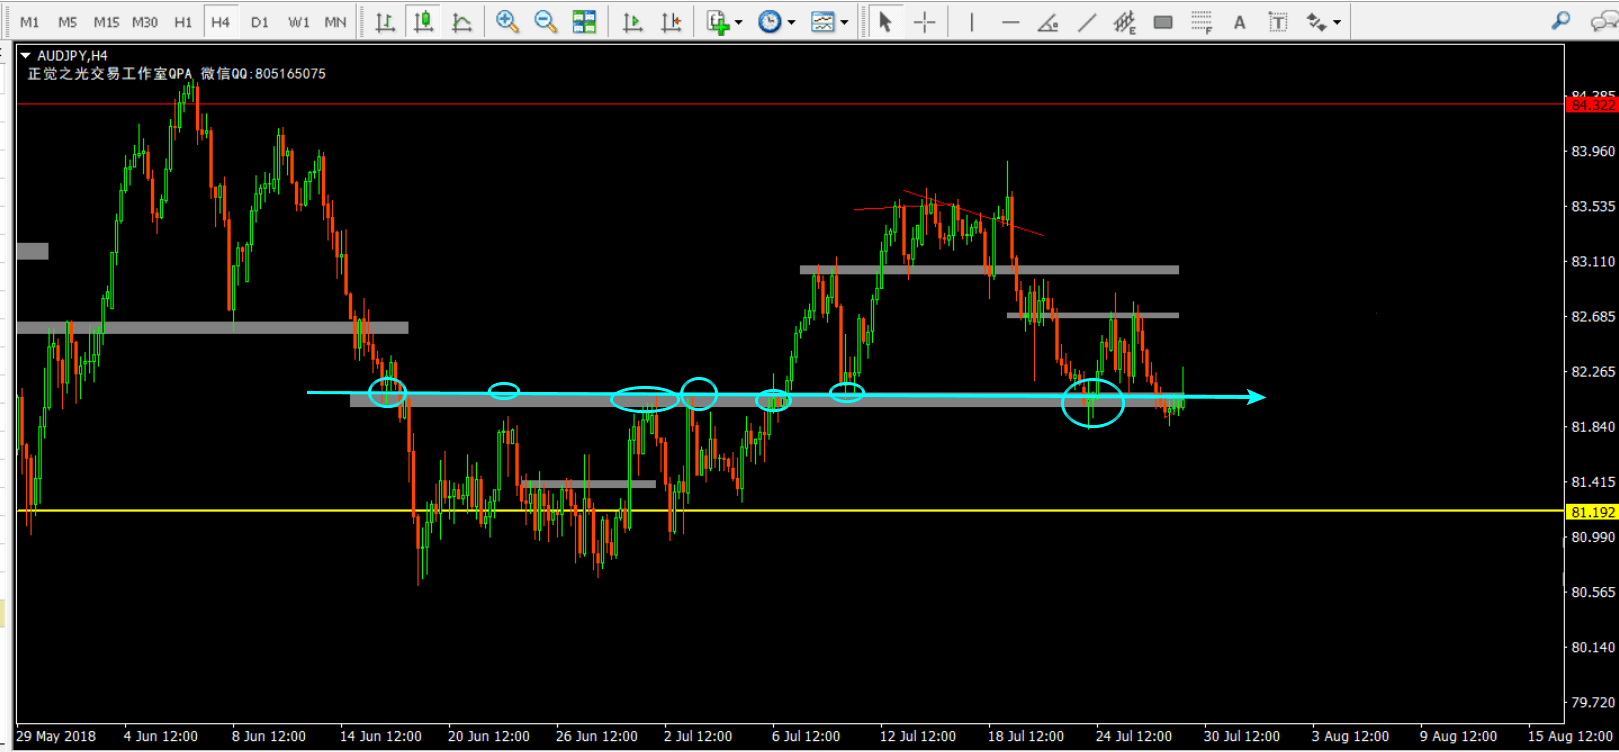 M1 M5 M15 M30 H1 H4 D1 W1 MN
E F A T
AUDJPY,H4
正觉之光交易工作室QPA 微信QQ:805165075
84.322
83.960
83.535
83.110
82.685
82.265
81.840
81.415
81.192
80.990
80.565
80.140
79.720
29 May 2018 4 Jun 12:00 8 Jun 12:00 14 Jun 12:00 20 Jun 12:00 26 Jun 12:00 2 Jul 12:00 6 Jul 12:00 12 Jul 12:00 18 Jul 12:00 24 Jul 12:00 30 Jul 12:00 3 Aug 12:00 9 Aug 12:00 15 Aug 12:00